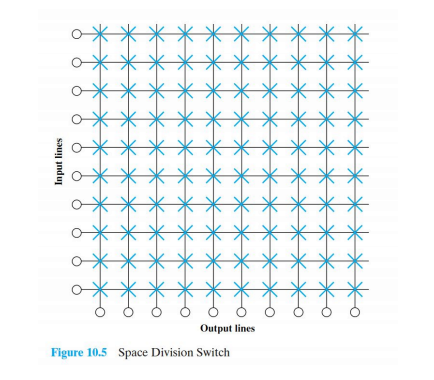 Input lines
Output lines
Figure 10.5 Space Division Switch